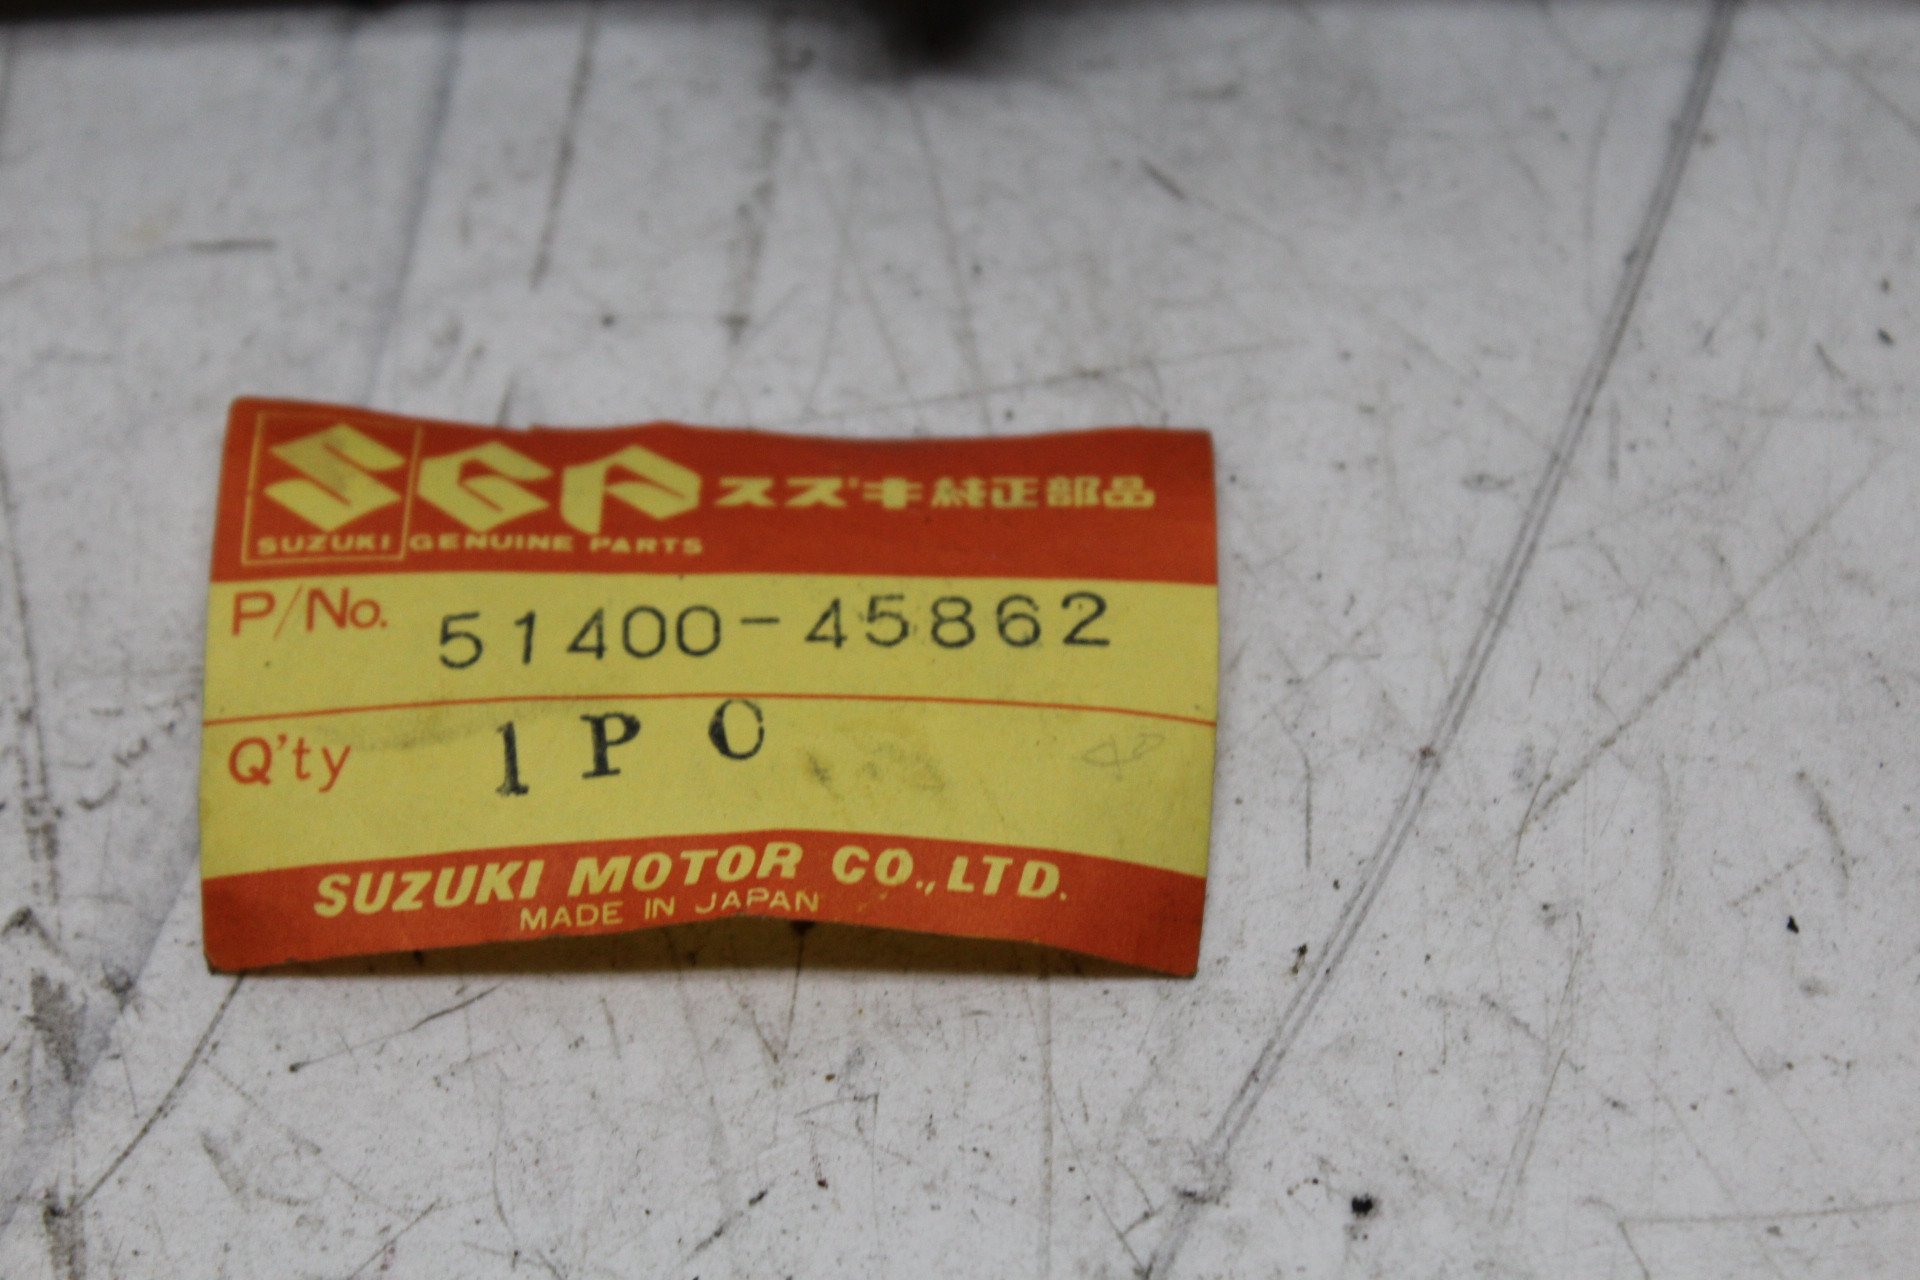 SGP スズキ純正部品
SUZUKI GENUINE PARTS
P/No. 51400-45862
Q'ty 1 P C
SUZUKI MOTOR CO., LTD.
MADE IN JAPAN